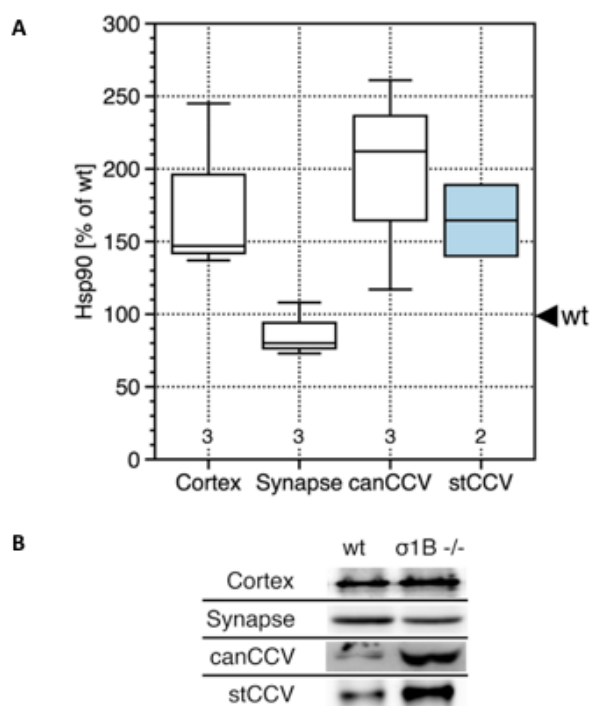 A
300
250
200
150
100
50
0
Hsp90 [% of wt]
wt
3 3 3 2
Cortex Synapse canCCV stCCV
B
wt σ1B -/-
Cortex
Synapse
canCCV
stCCV